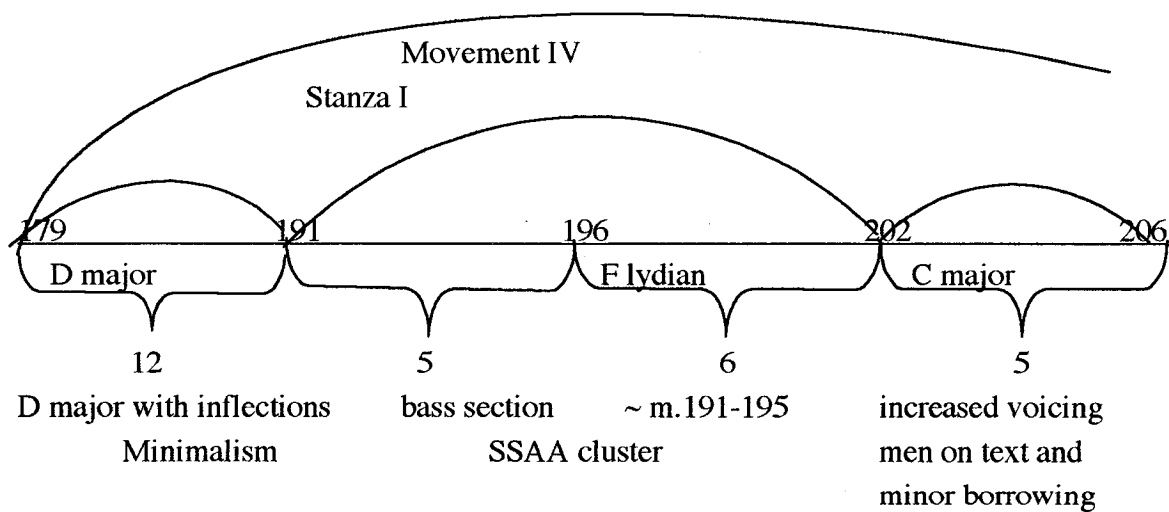 Movement IV
Stanza I
179 191 196 202 206
D major F lydian C major
12 5 6 5
D major with inflections bass section ~ m.191-195 increased voicing
Minimalism SSAA cluster men on text and
minor borrowing